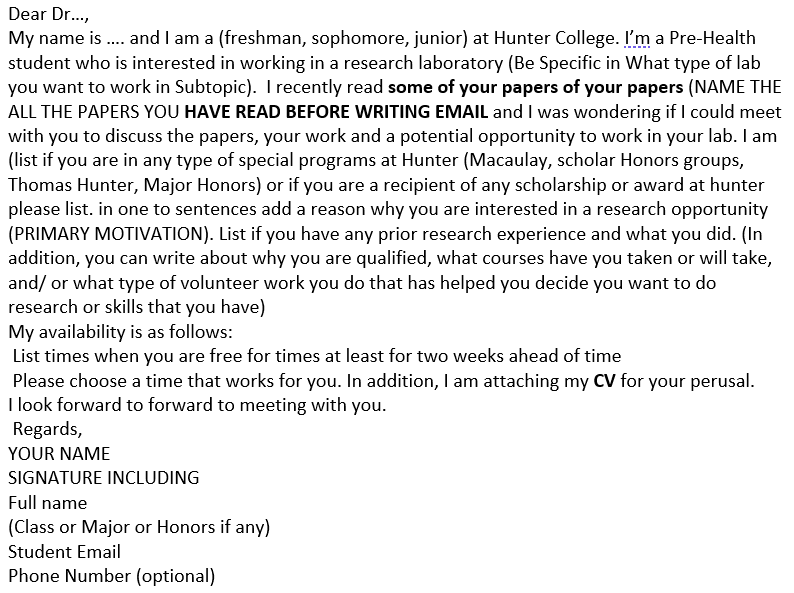 Dear Dr...,
My name is .... and I am a (freshman, sophomore, junior) at Hunter College. I'm a Pre-Health
student who is interested in working in a research laboratory (Be Specific in What type of lab
you want to work in Subtopic).  I recently read some of your papers of your papers (NAME THE
ALL THE PAPERS YOU HAVE READ BEFORE WRITING EMAIL and I was wondering if I could meet
with you to discuss the papers, your work and a potential opportunity to work in your lab. I am
(list if you are in any type of special programs at Hunter (Macaulay, scholar Honors groups,
Thomas Hunter, Major Honors) or if you are a recipient of any scholarship or award at hunter
please list. in one to sentences add a reason why you are interested in a research opportunity
(PRIMARY MOTIVATION). List if you have any prior research experience and what you did. (In
addition, you can write about why you are qualified, what courses have you taken or will take,
and/ or what type of volunteer work you do that has helped you decide you want to do
research or skills that you have)
My availability is as follows:
List times when you are free for times at least for two weeks ahead of time
Please choose a time that works for you. In addition, I am attaching my CV for your perusal.
I look forward to forward to meeting with you.
Regards,
YOUR NAME
SIGNATURE INCLUDING
Full name
(Class or Major or Honors if any)
Student Email
Phone Number (optional)